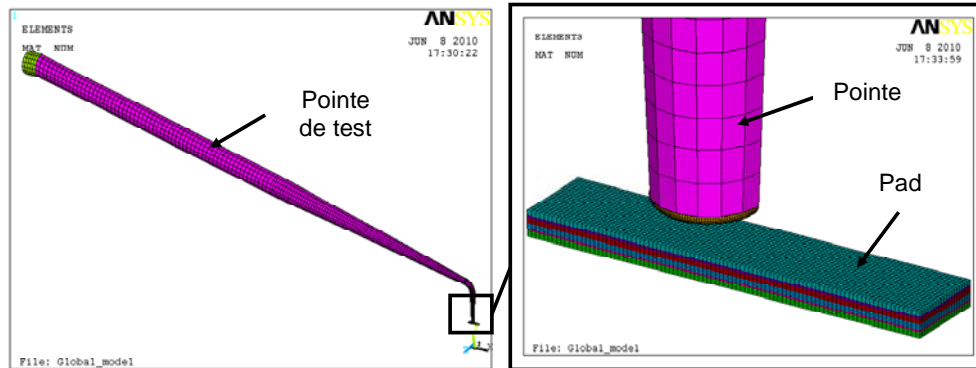 1
ELEMENTS
MAT NUM
ANSYS
JUN 8 2010
17:30:22
Pointe
de test
X
File: Global_model
ELEMENTS
MAT NUM
ANSYS
JUN 8 2010
17:33:59
Pointe
Pad
File: Global_model